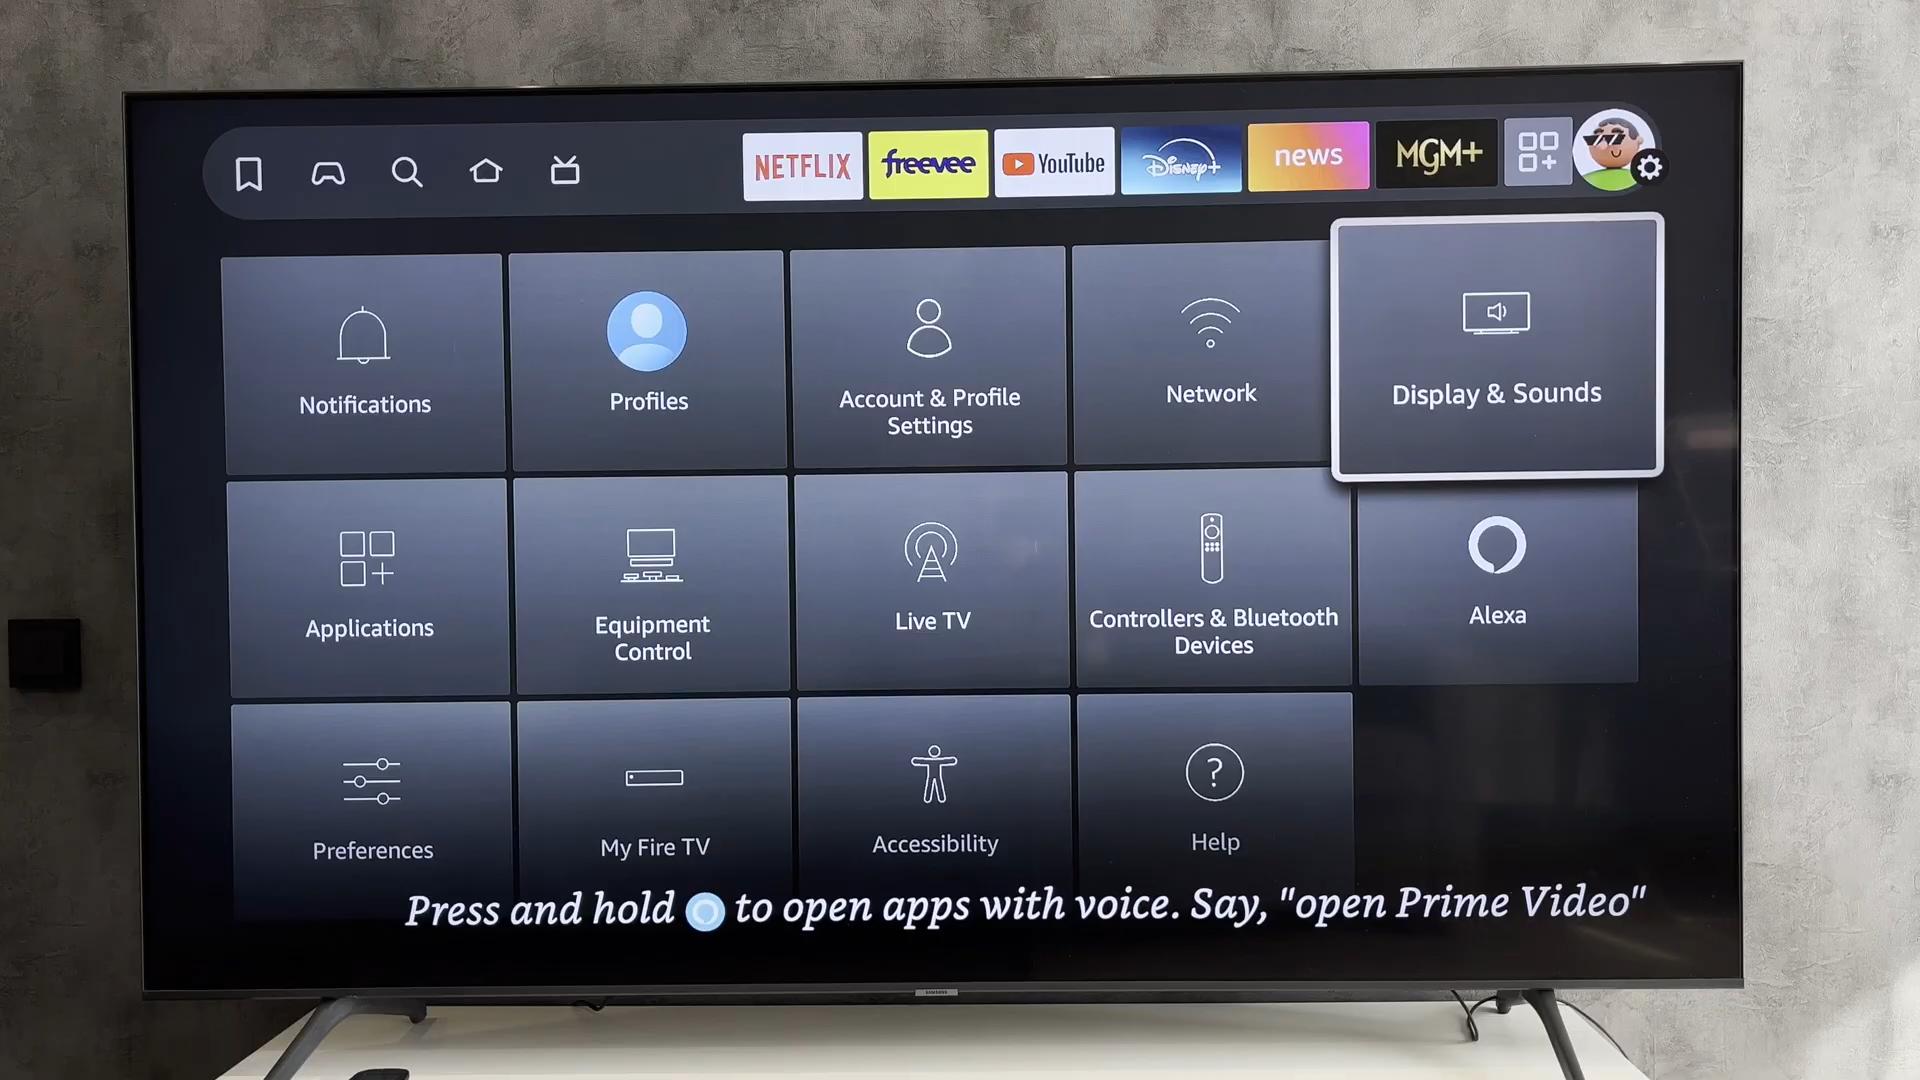 NETFLIX
freevee
YouTube
Disney+
news
MGM+
Notifications
Profiles
Account & Profile
Settings
Network
Display & Sounds
Applications
Equipment
Control
Live TV
Controllers & Bluetooth
Devices
Alexa
Preferences
My Fire TV
Accessibility
Help
Press and hold to open apps with voice. Say, "open Prime Video"
SAMSUNG